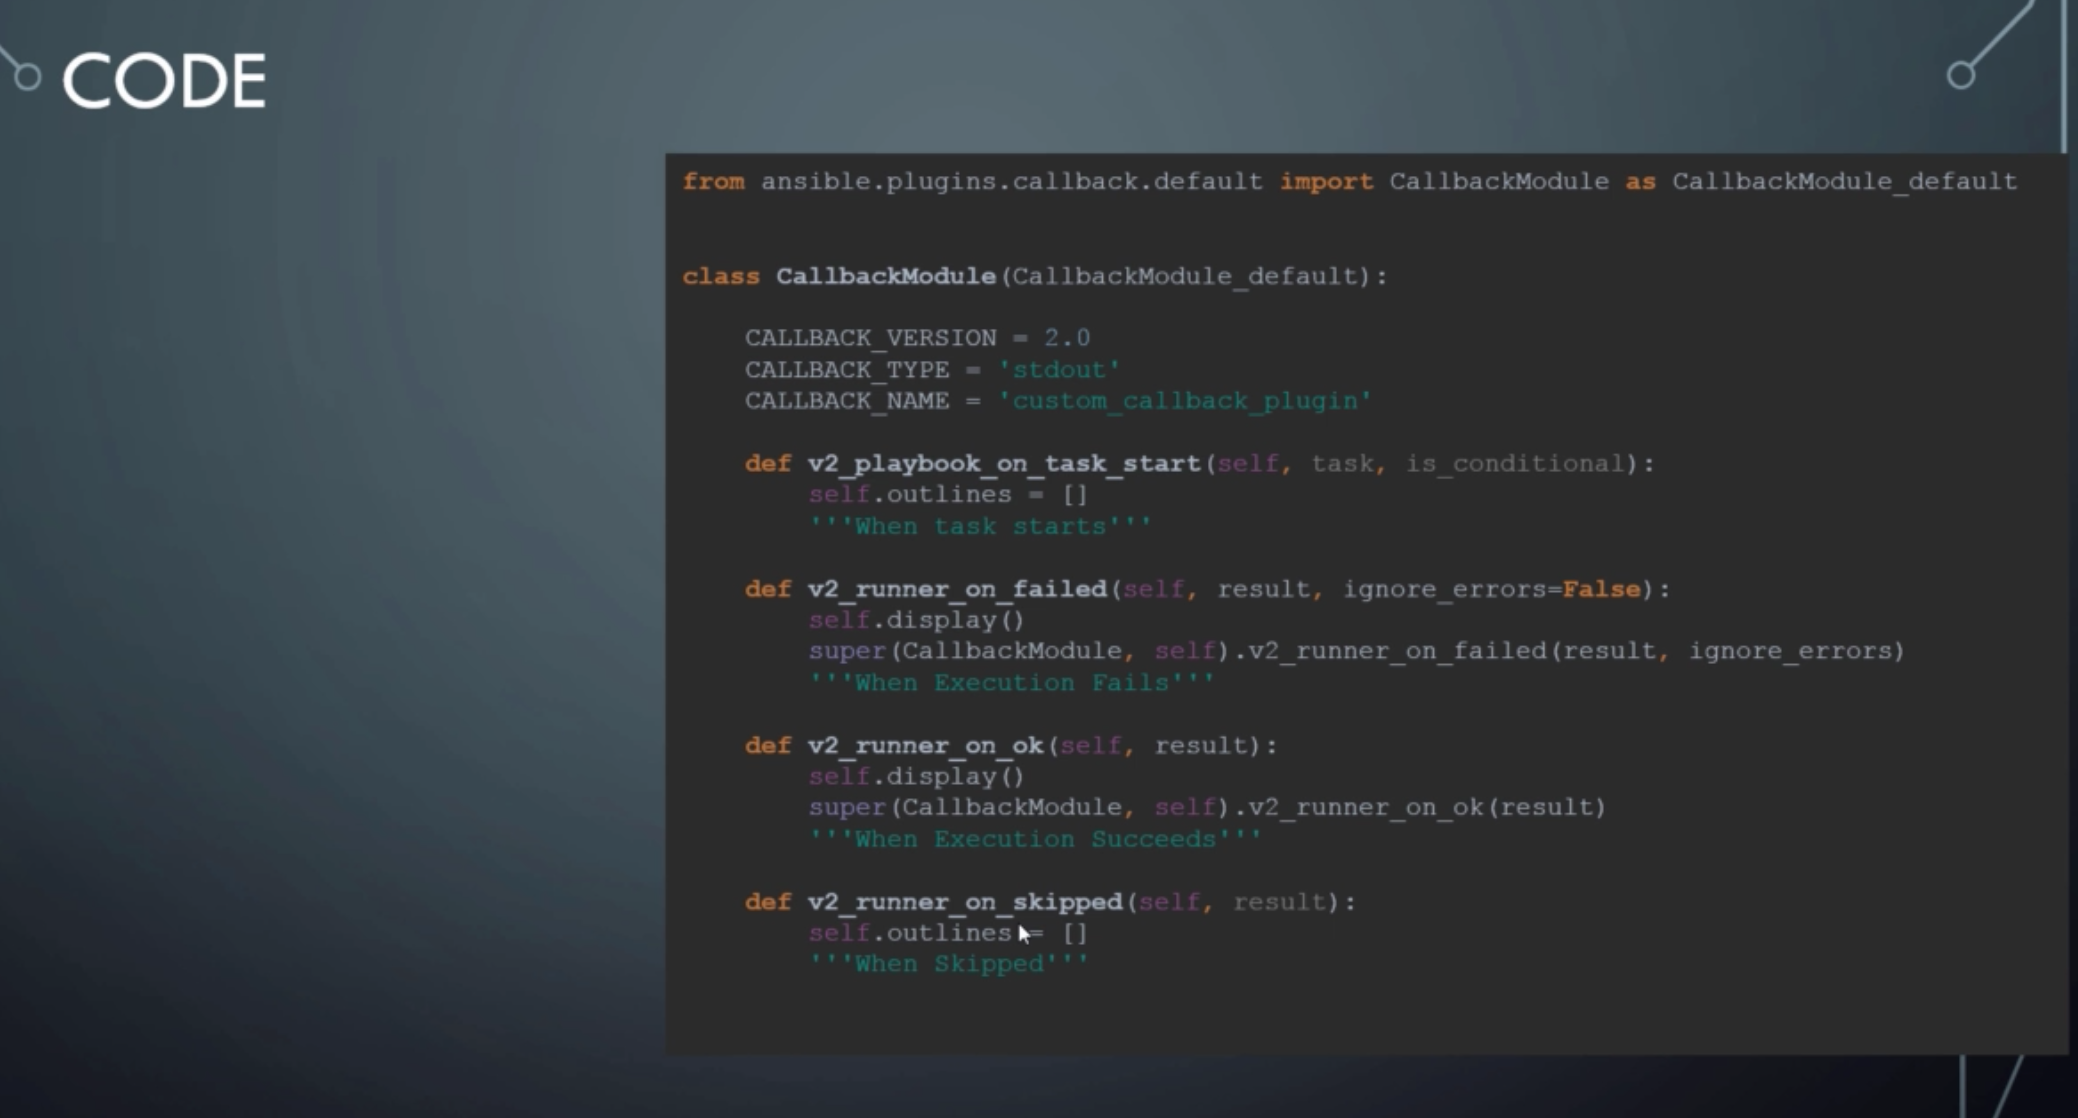 CODE
from ansible.plugins.callback.default import CallbackModule as CallbackModule_default
class CallbackModule(CallbackModule_default):
CALLBACK_VERSION = 2.0
CALLBACK_TYPE = 'stdout'
CALLBACK_NAME = 'custom_callback_plugin'
def v2_playbook_on_task_start(self, task, is_conditional):
self.outlines = []
'''When task starts'''
def v2_runner_on_failed(self, result, ignore_errors=False):
self.display()
super(CallbackModule, self).v2_runner_on_failed(result, ignore_errors)
'''When Execution Fails'''
def v2_runner_on_ok(self, result):
self.display()
super(CallbackModule, self).v2_runner_on_ok(result)
'''When Execution Succeeds'''
def v2_runner_on_skipped(self, result):
self.outlines = []
'''When Skipped'''